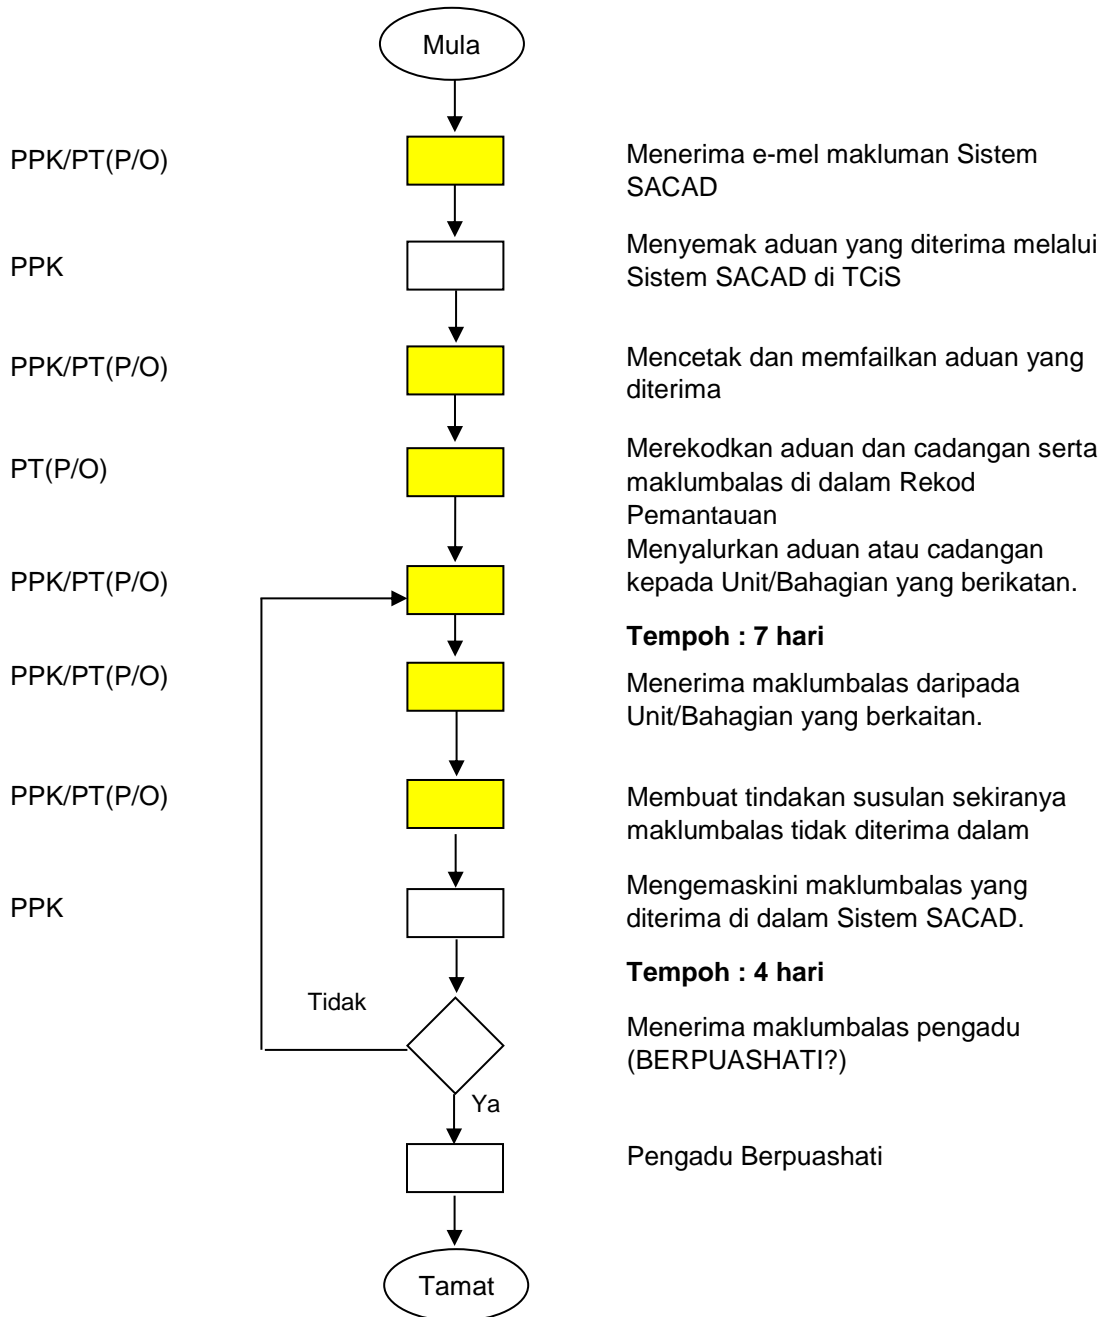 Mula
PPK/PT(P/O)
Menerima e-mel makluman Sistem
SACAD
PPK
Menyemak aduan yang diterima melalui
Sistem SACAD di TCiS
PPK/PT(P/O)
Mencetak dan memfailkan aduan yang
diterima
PT(P/O)
Merekodkan aduan dan cadangan serta
maklumbalas di dalam Rekod
Pemantauan
PPK/PT(P/O)
Menyalurkan aduan atau cadangan
kepada Unit/Bahagian yang berikatan.
Tempoh : 7 hari
PPK/PT(P/O)
Menerima maklumbalas daripada
Unit/Bahagian yang berkaitan.
PPK/PT(P/O)
Membuat tindakan susulan sekiranya
maklumbalas tidak diterima dalam
PPK
Mengemaskini maklumbalas yang
diterima di dalam Sistem SACAD.
Tempoh : 4 hari
Tidak
Menerima maklumbalas pengadu
(BERPUASHATI?)
Ya
Pengadu Berpuashati
Tamat